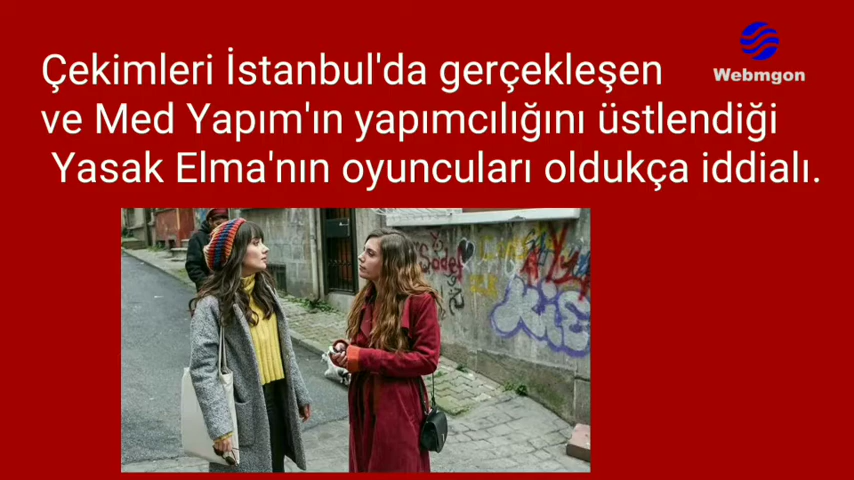 Webmgon
Çekimleri İstanbul'da gerçekleşen
ve Med Yapım'ın yapımcılığını üstlendiği
Yasak Elma'nın oyuncuları oldukça iddialı.